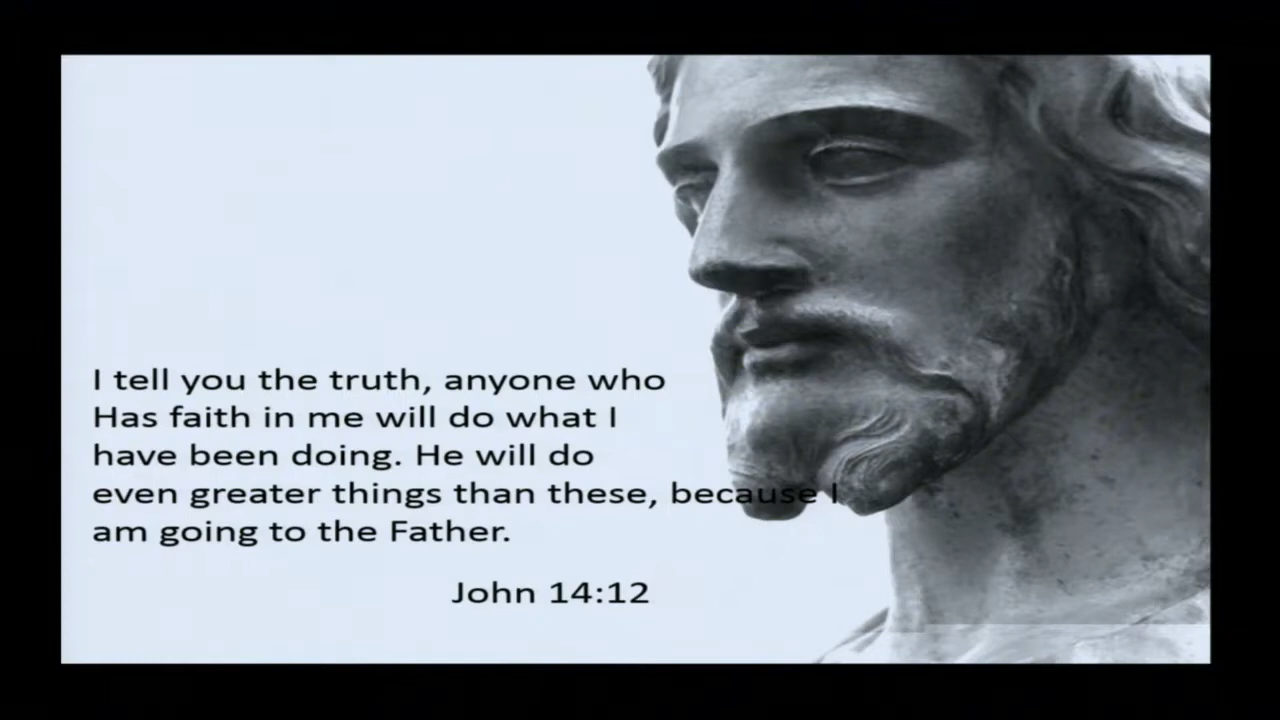 I tell you the truth, anyone who
Has faith in me will do what I
have been doing. He will do
even greater things than these, because I
am going to the Father.
John 14:12